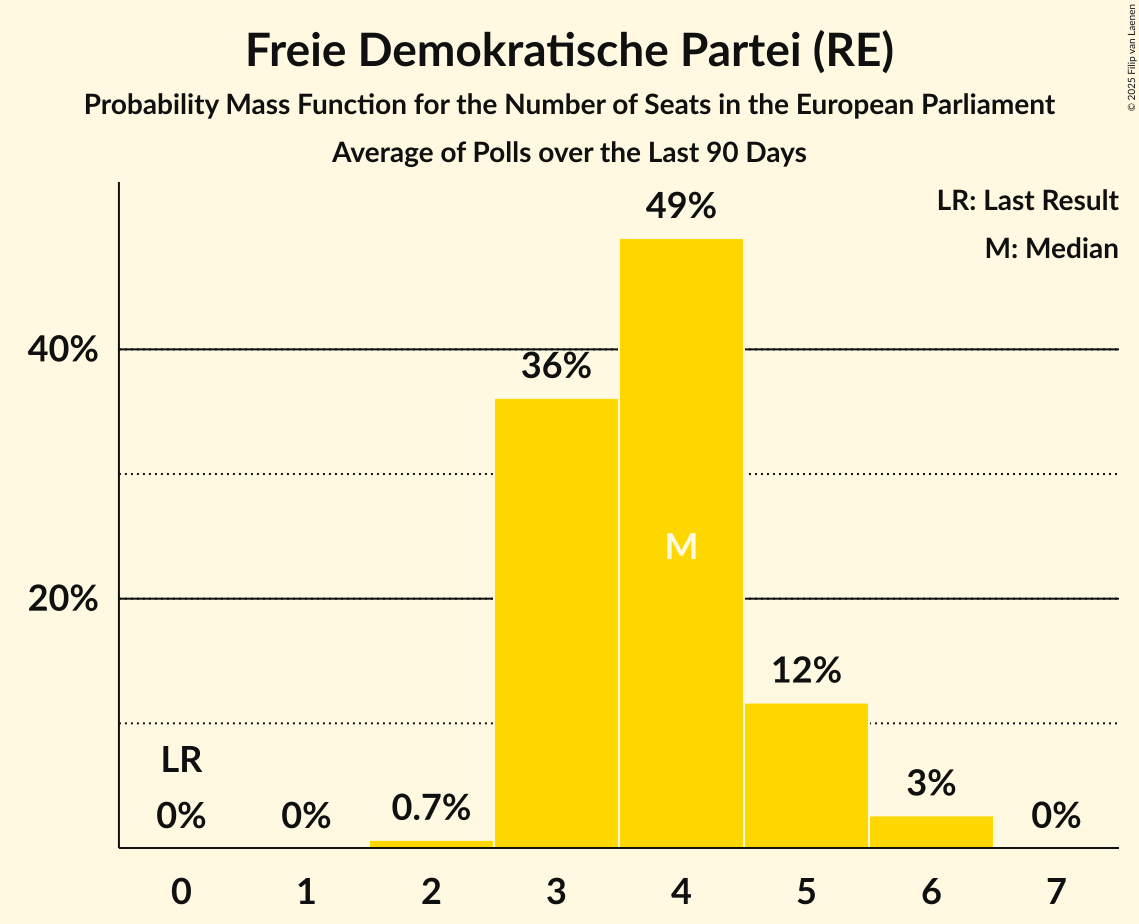 Freie Demokratische Partei (RE)
Probability Mass Function for the Number of Seats in the European Parliament
Average of Polls over the Last 90 Days
© 2025 Filip van Laenen
LR: Last Result
M: Median
49%
40%
36%
M
20%
12%
LR
3%
0.7%
0%
0%
0%
0 1 2 3 4 5 6 7